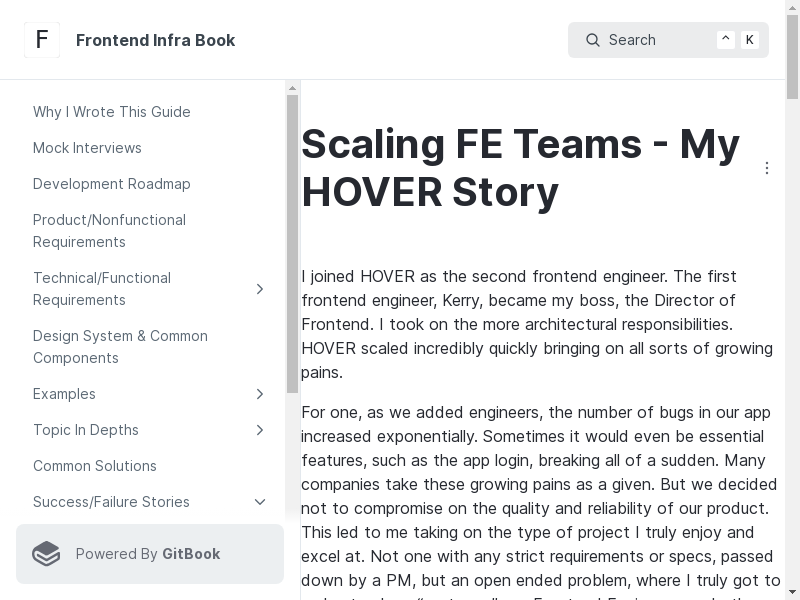 F
Frontend Infra Book
Search
^ K
Why I Wrote This Guide
Mock Interviews
Development Roadmap
Product/Nonfunctional
Requirements
Technical/Functional
Requirements
Design System & Common
Components
Examples
Topic In Depths
Common Solutions
Success/Failure Stories
Powered By GitBook
Scaling FE Teams - My
HOVER Story
I joined HOVER as the second frontend engineer. The first
frontend engineer, Kerry, became my boss, the Director of
Frontend. I took on the more architectural responsibilities.
HOVER scaled incredibly quickly bringing on all sorts of growing
pains.
For one, as we added engineers, the number of bugs in our app
increased exponentially. Sometimes it would even be essential
features, such as the app login, breaking all of a sudden. Many
companies take these growing pains as a given. But we decided
not to compromise on the quality and reliability of our product.
This led to me taking on the type of project I truly enjoy and
excel at. Not one with any strict requirements or specs, passed
down by a PM, but an open ended problem, where I truly got to